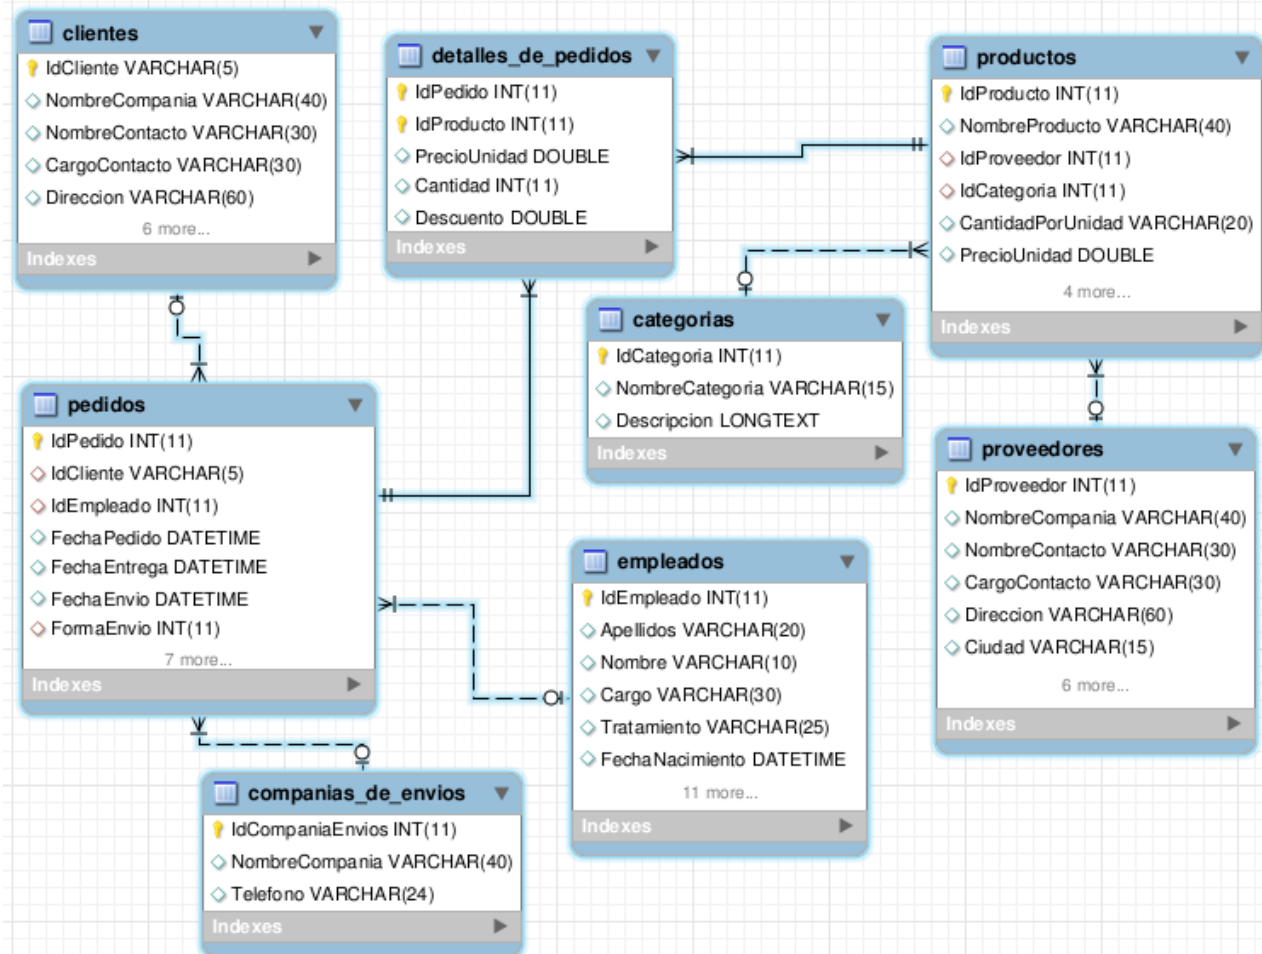 clientes
IdCliente VARCHAR(5)
NombreCompania VARCHAR(40)
NombreContacto VARCHAR(30)
CargoContacto VARCHAR(30)
Direccion VARCHAR(60)
6 more...
Indexes
detalles_de_pedidos
IdPedido INT(11)
IdProducto INT(11)
PrecioUnidad DOUBLE
Cantidad INT(11)
Descuento DOUBLE
Indexes
productos
IdProducto INT(11)
NombreProducto VARCHAR(40)
IdProveedor INT(11)
IdCategoria INT(11)
CantidadPorUnidad VARCHAR(20)
PrecioUnidad DOUBLE
4 more...
Indexes
categorias
IdCategoria INT(11)
NombreCategoria VARCHAR(15)
Descripcion LONGTEXT
Indexes
pedidos
IdPedido INT(11)
IdCliente VARCHAR(5)
IdEmpleado INT(11)
FechaPedido DATETIME
FechaEntrega DATETIME
FechaEnvio DATETIME
FormaEnvio INT(11)
7 more...
Indexes
proveedores
IdProveedor INT(11)
NombreCompania VARCHAR(40)
NombreContacto VARCHAR(30)
CargoContacto VARCHAR(30)
Direccion VARCHAR(60)
Ciudad VARCHAR(15)
6 more...
Indexes
empleados
IdEmpleado INT(11)
Apellidos VARCHAR(20)
Nombre VARCHAR(10)
Cargo VARCHAR(30)
Tratamiento VARCHAR(25)
FechaNacimiento DATETIME
11 more...
Indexes
companias_de_envios
IdCompaniaEnvios INT(11)
NombreCompania VARCHAR(40)
Telefono VARCHAR(24)
Indexes